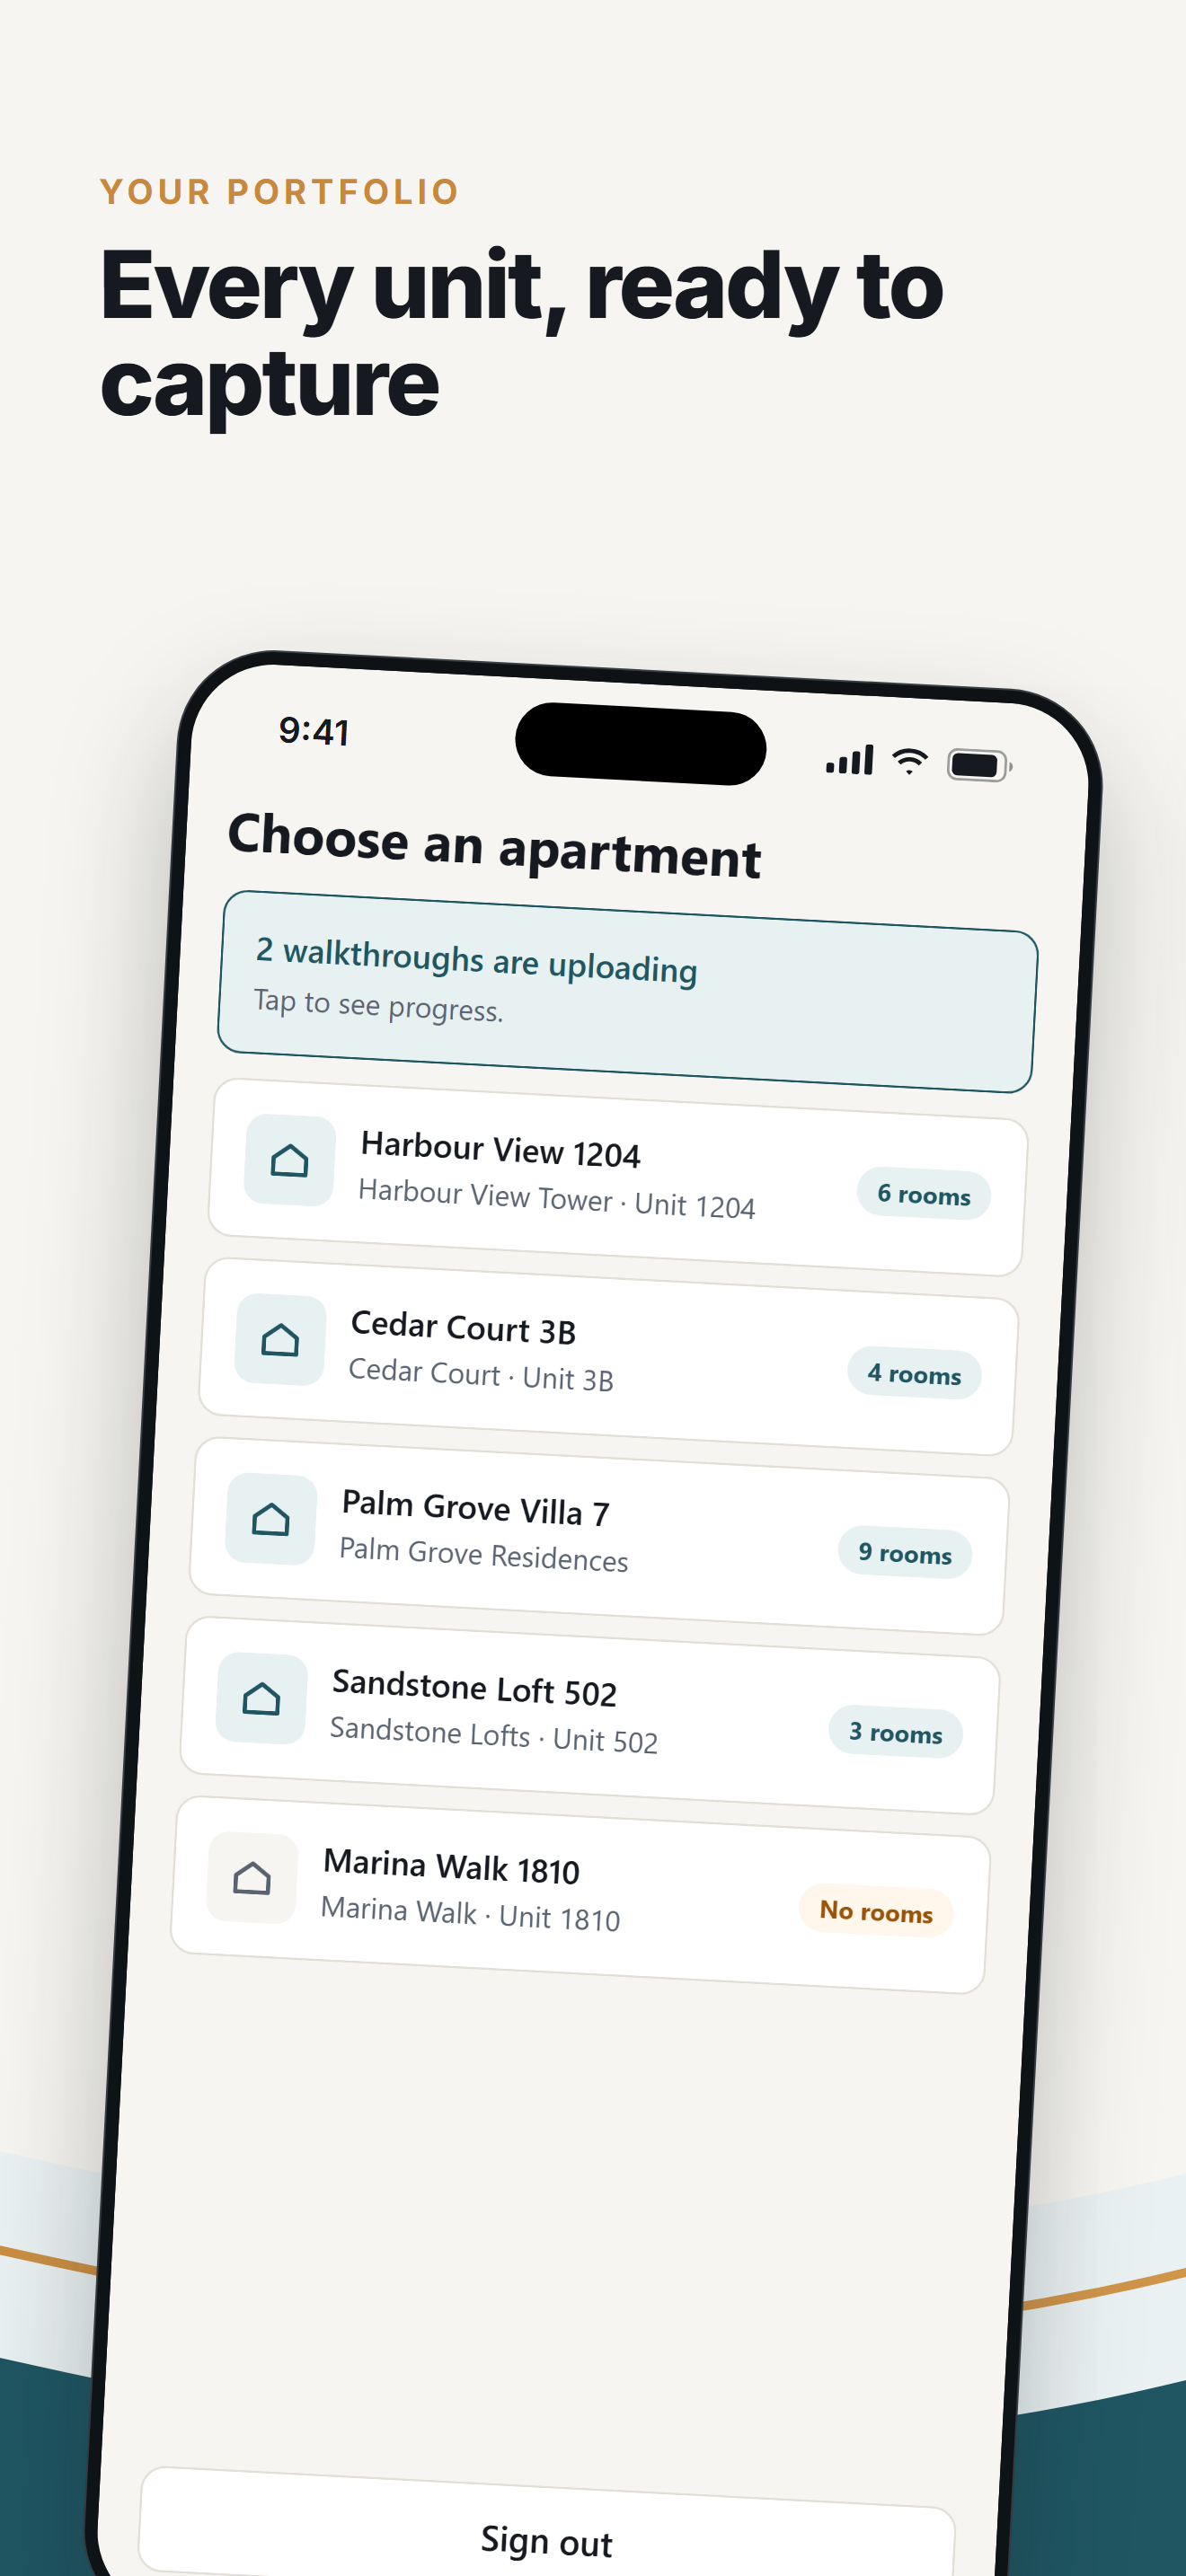 YOUR PORTFOLIO
Every unit, ready to
capture
9:41
Choose an apartment
2 walkthroughs are uploading
Tap to see progress.
Harbour View 1204
Harbour View Tower · Unit 1204
6 rooms
Cedar Court 3B
Cedar Court · Unit 3B
4 rooms
Palm Grove Villa 7
Palm Grove Residences
9 rooms
Sandstone Loft 502
Sandstone Lofts · Unit 502
3 rooms
Marina Walk 1810
Marina Walk · Unit 1810
No rooms
Sign out